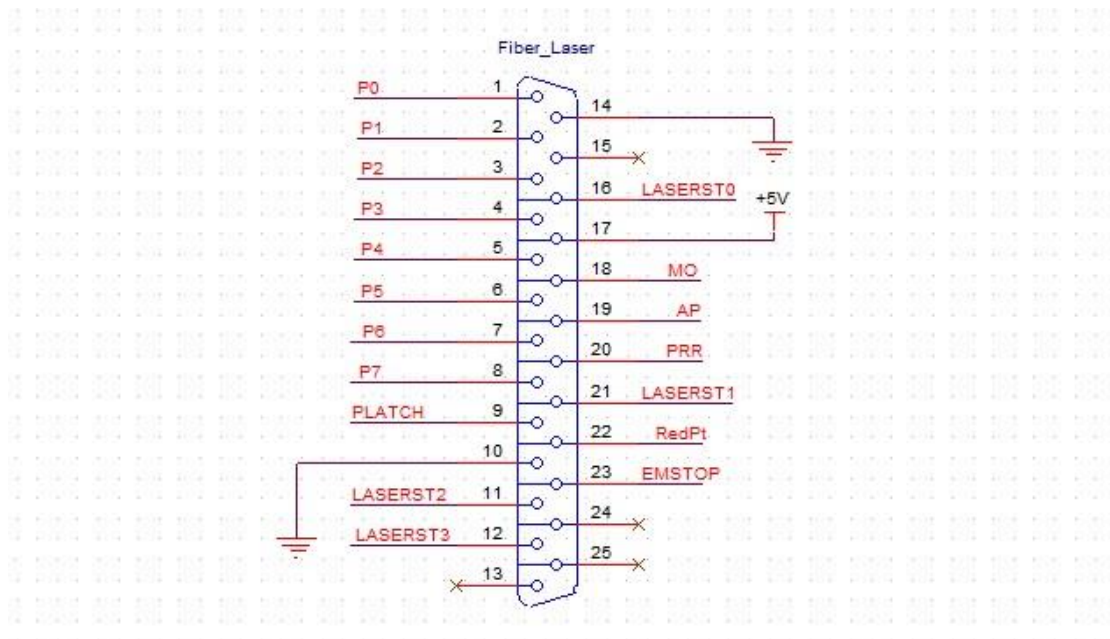 Fiber_Laser
P0 1
14
P1 2
15
P2 3
16 LASERST0
+5V
P3 4
17
P4 5
18 MO
P5 6
19 AP
P6 7
20 PRR
P7 8
21 LASERST1
PLATCH 9
22 RedPt
10
23 EMSTOP
LASERST2 11
24
LASERST3 12
25
13